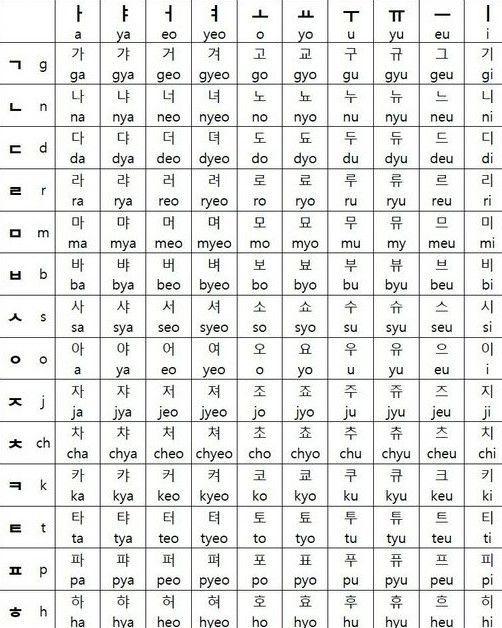 ㅏ ㅑ ㅓ ㅕ ㅗ ㅛ ㅜ ㅠ ㅡ ㅣ
a ya eo yeo o yo u yu eu i
ㄱ g 가 갸 거 겨 고 교 구 규 그 기
ga gya geo gyeo go gyo gu gyu geu gi
ㄴ n 나 냐 너 녀 노 뇨 누 뉴 느 니
na nya neo nyeo no nyo nu nyu neu ni
ㄷ d 다 댜 더 뎌 도 됴 두 듀 드 디
da dya deo dyeo do dyo du dyu deu di
ㄹ r 라 랴 러 려 로 료 루 류 르 리
ra rya reo ryeo ro ryo ru ryu reu ri
ㅁ m 마 먀 머 며 모 묘 무 뮤 므 미
ma mya meo myeo mo myo mu my meu mi
ㅂ b 바 뱌 버 벼 보 뵤 부 뷰 브 비
ba bya beo byeo bo byo bu byu beu bi
ㅅ s 사 샤 서 셔 소 쇼 수 슈 스 시
sa sya seo syeo so syo su syu seu si
ㅇ o 아 야 어 여 오 요 우 유 으 이
a ya eo yeo o yo u yu eu i
ㅈ j 자 쟈 저 져 조 죠 주 쥬 즈 지
ja jya jeo jyeo jo jyo ju jyu jeu ji
ㅊ ch 차 챠 처 쳐 초 쵸 추 츄 츠 치
cha chya cheo chyeo cho chyo chu chyu cheu chi
ㅋ k 카 캬 커 켜 코 쿄 쿠 큐 크 키
ka kya keo kyeo ko kyo ku kyu keu ki
ㅌ t 타 탸 터 텨 토 툐 투 튜 트 티
ta tya teo tyeo to tyo tu tyu teu ti
ㅍ p 파 퍄 퍼 펴 포 표 푸 퓨 프 피
pa pya peo pyeo po pyo pu pyu peu pi
ㅎ h 하 햐 허 혀 호 효 후 휴 흐 히
ha hya heo hyeo ho hyo hu hyu heu hi